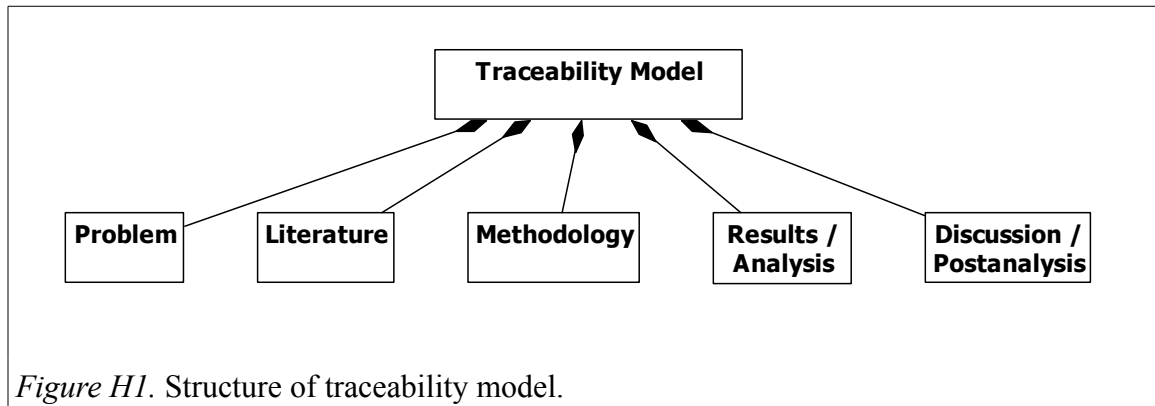 Traceability Model
Problem
Literature
Methodology
Results /
Analysis
Discussion /
Postanalysis
Figure H1. Structure of traceability model.